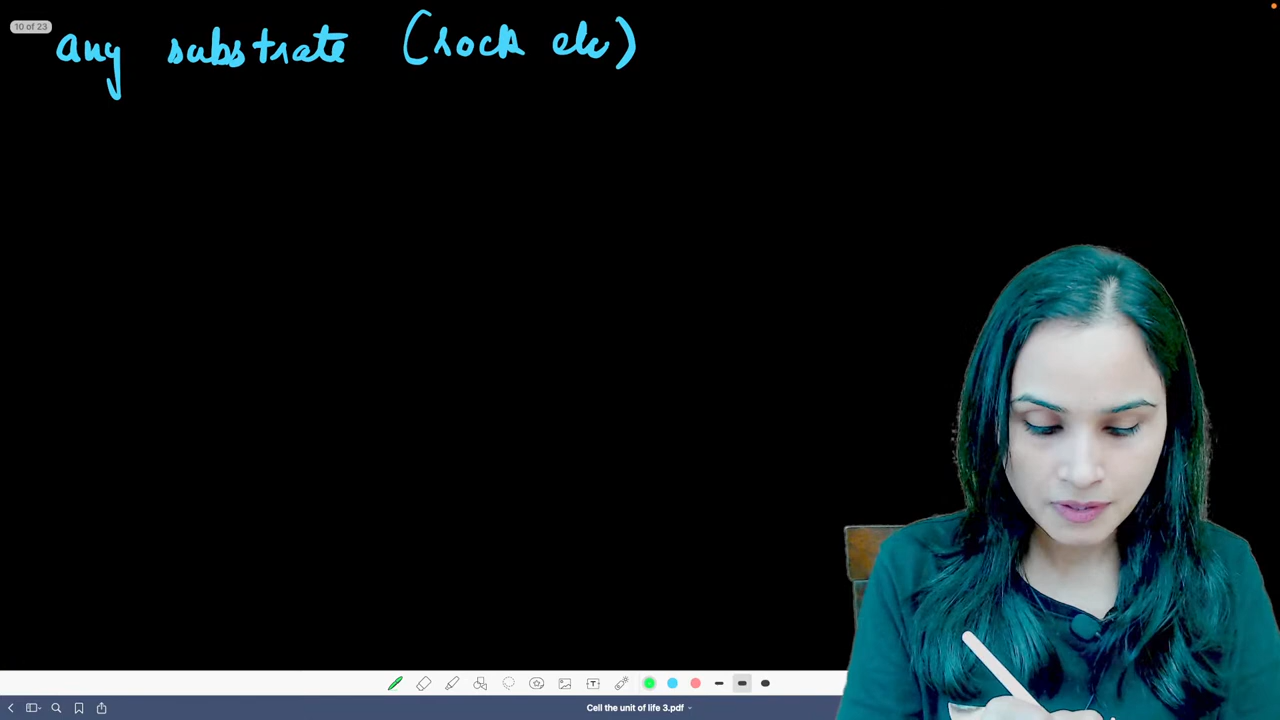 10 of 23
any substrate (rock etc)
Cell the unit of life 3.pdf